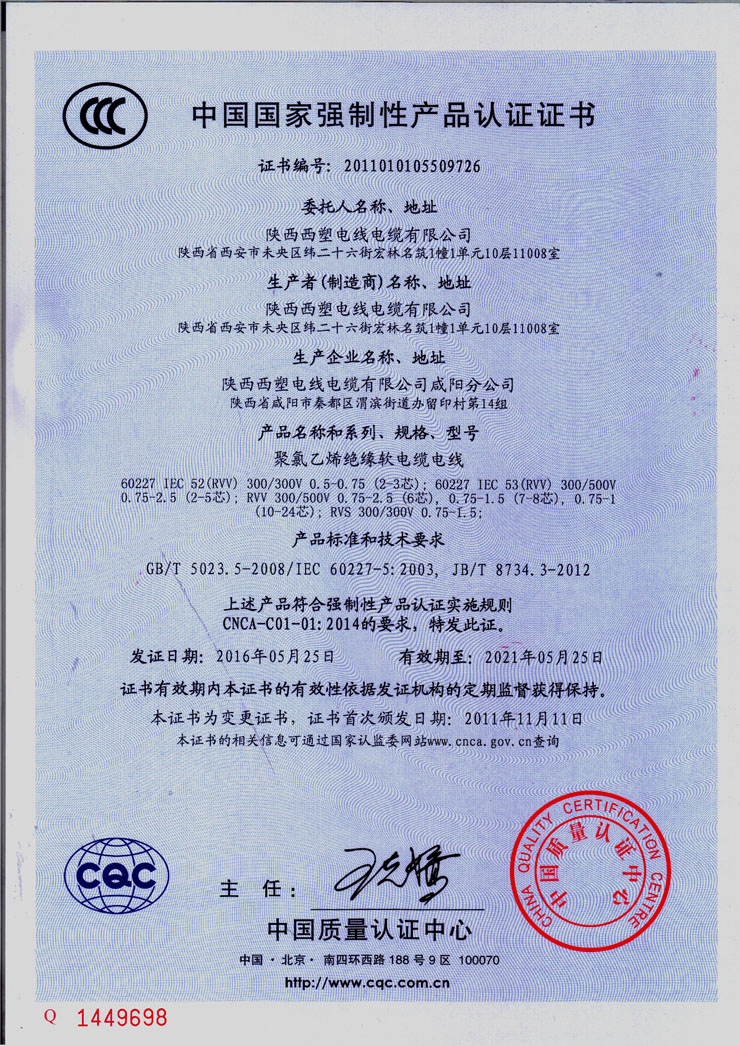 中国国家强制性产品认证证书
证书编号: 2011010105509726
委托人名称、地址
陕西西塑电线电缆有限公司
陕西省西安市未央区纬二十六街宏林名筑1幢1单元10层11008室
生产者(制造商)名称、地址
陕西西塑电线电缆有限公司
陕西省西安市未央区纬二十六街宏林名筑1幢1单元10层11008室
生产企业名称、地址
陕西西塑电线电缆有限公司咸阳分公司
陕西省咸阳市秦都区渭滨街道办留印村第14组
产品名称和系列、规格、型号
聚氯乙烯绝缘软电缆电线
60227 IEC 52(RVV) 300/300V 0.5-0.75 (2-3芯); 60227 IEC 53(RVV) 300/500V
0.75-2.5 (2-5芯); RVV 300/500V 0.75-2.5 (6芯), 0.75-1.5 (7-8芯), 0.75-1
(10-24芯); RVS 300/300V 0.75-1.5;
产品标准和技术要求
GB/T 5023.5-2008/IEC 60227-5:2003, JB/T 8734.3-2012
上述产品符合强制性产品认证实施规则
CNCA-C01-01:2014的要求, 特发此证。
发证日期: 2016年05月25日 有效期至: 2021年05月25日
证书有效期内本证书的有效性依据发证机构的定期监督获得保持。
本证书为变更证书, 证书首次颁发日期: 2011年11月11日
本证书的相关信息可通过国家认监委网站www.cnca.gov.cn查询
CQC
主 任:
中国质量认证中心
中国·北京· 南四环西路 188 号 9 区 100070
http://www.cqc.com.cn
CHINA QUALITY CERTIFICATION CENTRE
中国质量认证中心
Q 1449698